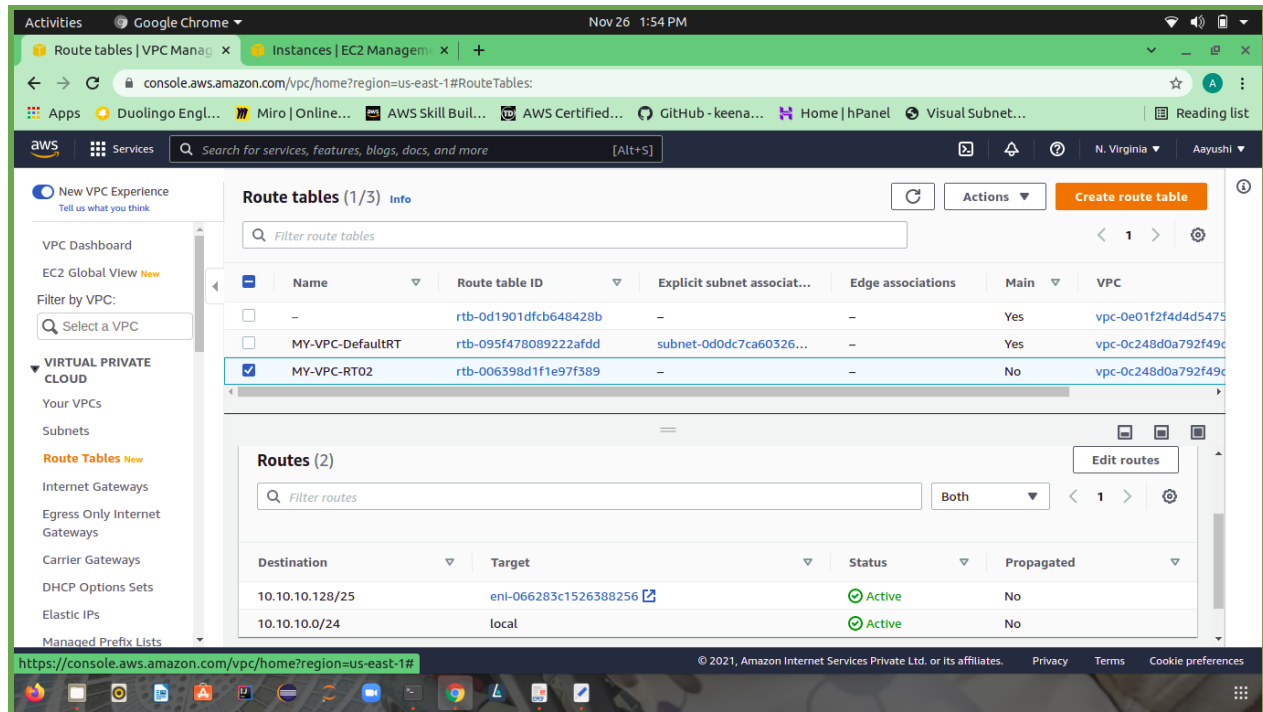 Activities Google Chrome Nov 26 1:54 PM
Route tables | VPC Manag Instances | EC2 Managem
console.aws.amazon.com/vpc/home?region=us-east-1#RouteTables: A
Apps Duolingo Engl... Miro | Online... AWS Skill Buil... AWS Certified... GitHub - keena... Home | hPanel Visual Subnet... Reading list
aws Services Search for services, features, blogs, docs, and more [Alt+S] N. Virginia Aayushi
New VPC Experience
Tell us what you think
VPC Dashboard
EC2 Global View New
Filter by VPC:
Select a VPC
VIRTUAL PRIVATE
CLOUD
Your VPCs
Subnets
Route Tables New
Internet Gateways
Egress Only Internet
Gateways
Carrier Gateways
DHCP Options Sets
Elastic IPs
Managed Prefix Lists
Route tables (1/3) Info Actions Create route table
Filter route tables 1
Name Route table ID Explicit subnet associat... Edge associations Main VPC
– rtb-0d1901dfcb648428b – – Yes vpc-0e01f2f4d4d5475
MY-VPC-DefaultRT rtb-095f478089222afdd subnet-0d0dc7ca60326... – Yes vpc-0c248d0a792f49c
MY-VPC-RT02 rtb-006398d1f1e97f389 – – No vpc-0c248d0a792f49c
Routes (2) Edit routes
Filter routes Both 1
Destination Target Status Propagated
10.10.10.128/25 eni-066283c1526388256 Active No
10.10.10.0/24 local Active No
https://console.aws.amazon.com/vpc/home?region=us-east-1# © 2021, Amazon Internet Services Private Ltd. or its affiliates. Privacy Terms Cookie preferences